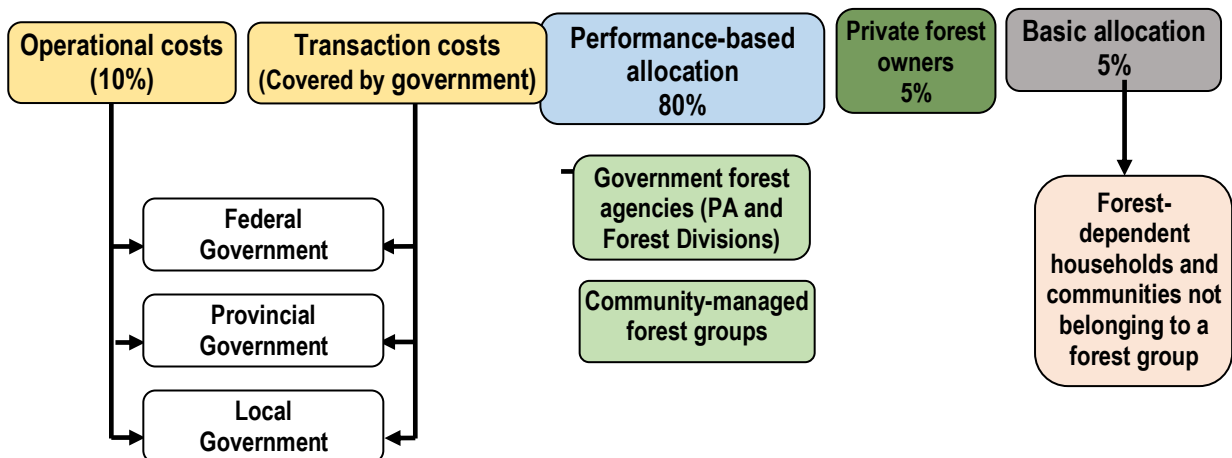 Operational costs
(10%)
Transaction costs
(Covered by government)
Performance-based
allocation
80%
Private forest
owners
5%
Basic allocation
5%
Federal
Government
Provincial
Government
Local
Government
Government forest
agencies (PA and
Forest Divisions)
Community-managed
forest groups
Forest-
dependent
households and
communities not
belonging to a
forest group